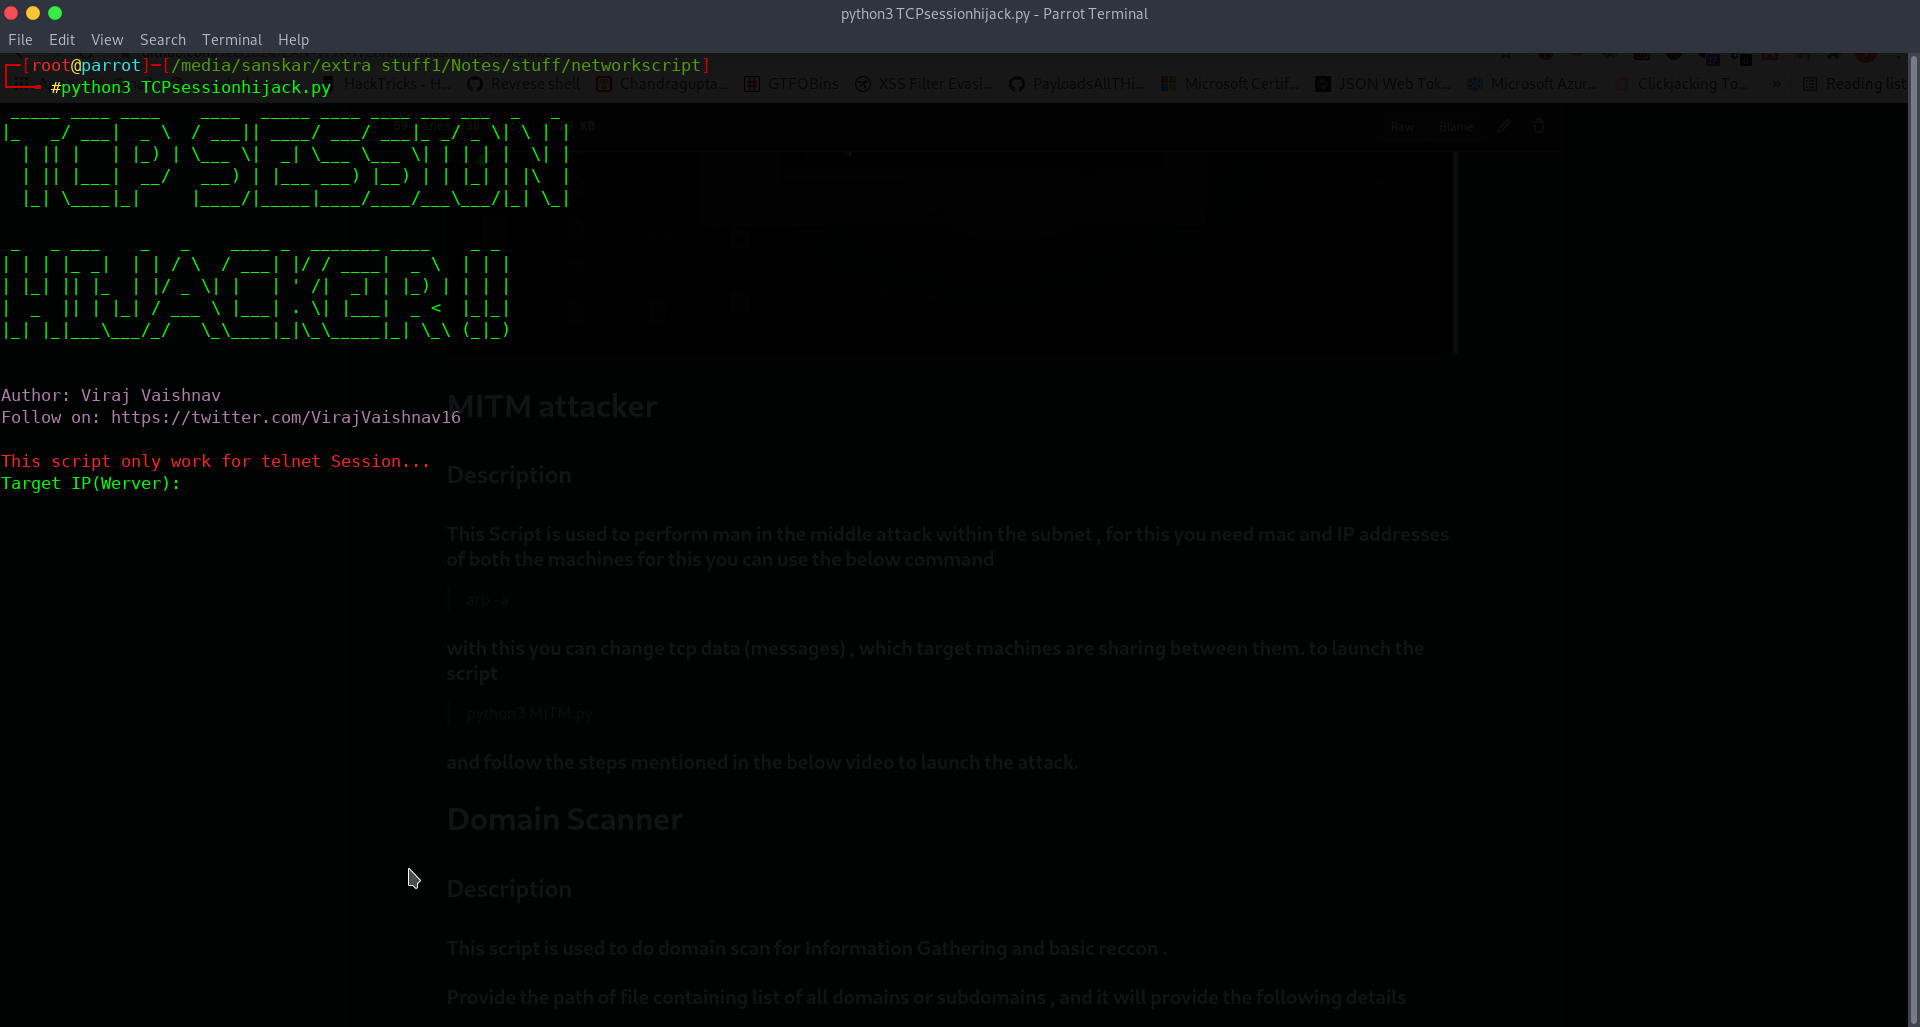 python3 TCPsessionhijack.py - Parrot Terminal
File Edit View Search Terminal Help
[root@parrot]─[/media/sanskar/extra stuff1/Notes/stuff/networkscript]
#python3 TCPsessionhijack.py
HackTricks - H... Revrese shell Chandragupta... GTFOBins XSS Filter Evasi... PayloadsAllTHi... Microsoft Certif... JSON Web Tok... Microsoft Azur... Clickjacking To... » Reading list
TCP SESSION
Raw Blame
HIJACKER!!
Author: Viraj Vaishnav
MITM attacker
Follow on: https://twitter.com/VirajVaishnav16
This script only work for telnet Session...
Description
Target IP(Werver):
This Script is used to perform man in the middle attack within the subnet , for this you need mac and IP addresses
of both the machines for this you can use the below command
arp -a
with this you can change tcp data (messages) , which target machines are sharing between them. to launch the
script
python3 MITM.py
and follow the steps mentioned in the below video to launch the attack.
Domain Scanner
Description
This script is used to do domain scan for Information Gathering and basic reccon .
Provide the path of file containing list of all domains or subdomains , and it will provide the following details